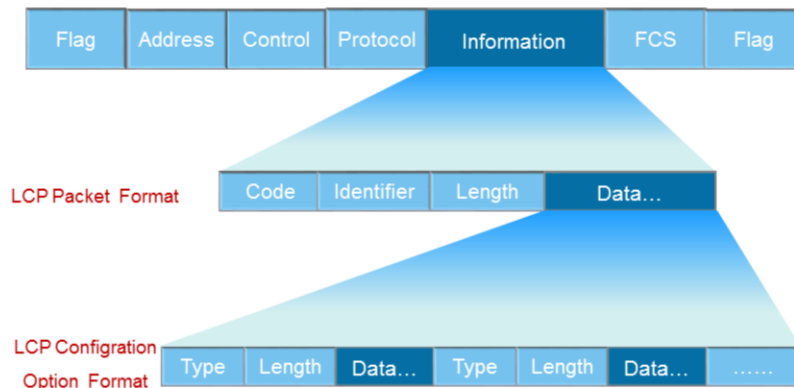 Flag Address Control Protocol Information FCS Flag
LCP Packet Format Code Identifier Length Data...
LCP Configration
Type Length Data... Type Length Data... ......
Option Format